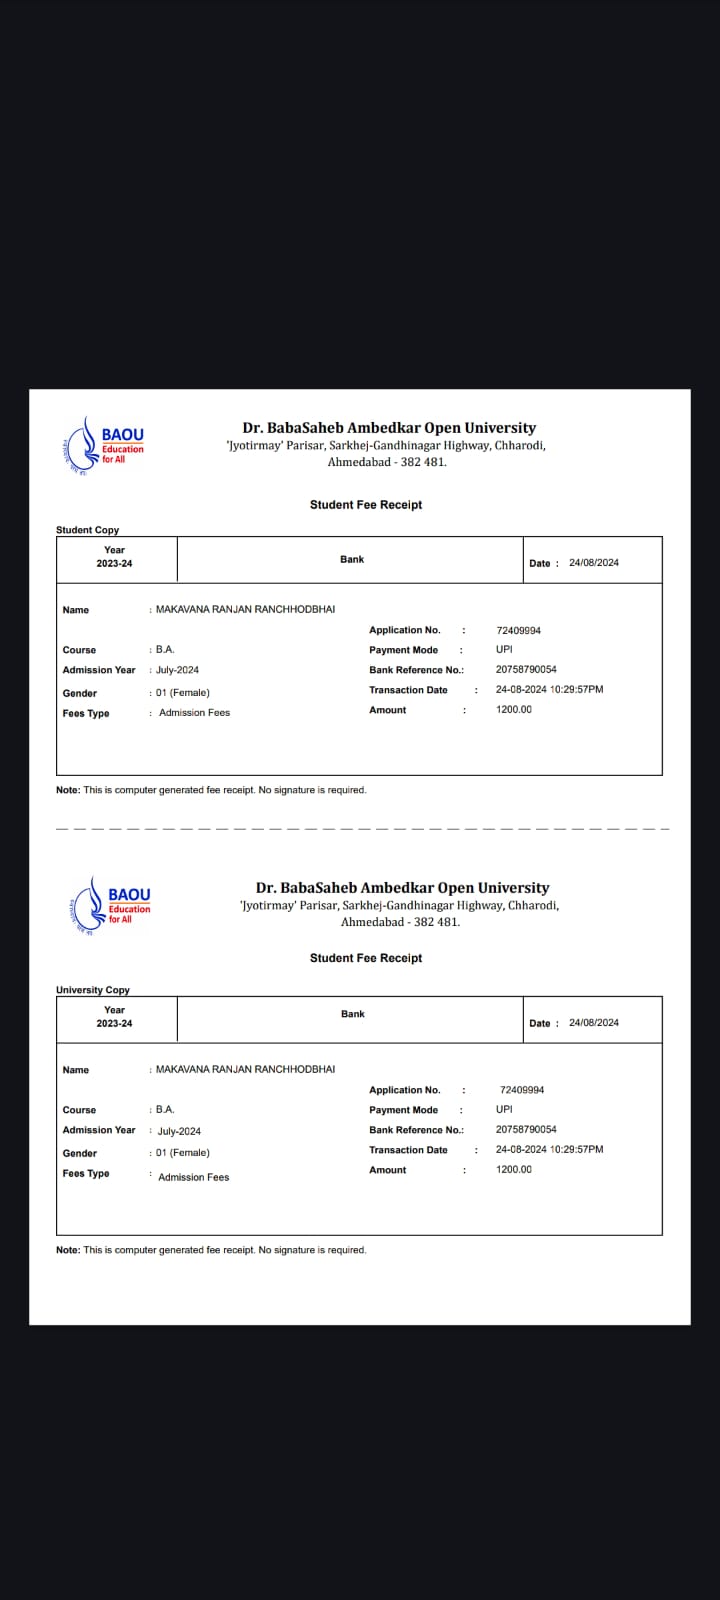 BAOU
Education
for All
Dr. BabaSaheb Ambedkar Open University
'Jyotirmay' Parisar, Sarkhej-Gandhinagar Highway, Chharodi,
Ahmedabad - 382 481.
Student Fee Receipt
Student Copy
Year
2023-24
Bank
Date : 24/08/2024
Name : MAKAVANA RANJAN RANCHHODBHAI
Application No. : 72409994
Course : B.A. Payment Mode : UPI
Admission Year : July-2024 Bank Reference No.: 20758790054
Gender : 01 (Female) Transaction Date : 24-08-2024 10:29:57PM
Fees Type : Admission Fees Amount : 1200.00
Note: This is computer generated fee receipt. No signature is required.
BAOU
Education
for All
Dr. BabaSaheb Ambedkar Open University
'Jyotirmay' Parisar, Sarkhej-Gandhinagar Highway, Chharodi,
Ahmedabad - 382 481.
Student Fee Receipt
University Copy
Year
2023-24
Bank
Date : 24/08/2024
Name : MAKAVANA RANJAN RANCHHODBHAI
Application No. : 72409994
Course : B.A. Payment Mode : UPI
Admission Year : July-2024 Bank Reference No.: 20758790054
Gender : 01 (Female) Transaction Date : 24-08-2024 10:29:57PM
Fees Type : Admission Fees Amount : 1200.00
Note: This is computer generated fee receipt. No signature is required.